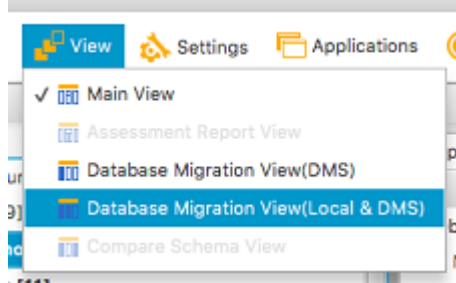 View Settings Applications
✓ Main View
Assessment Report View
Database Migration View(DMS)
Database Migration View(Local & DMS)
Compare Schema View